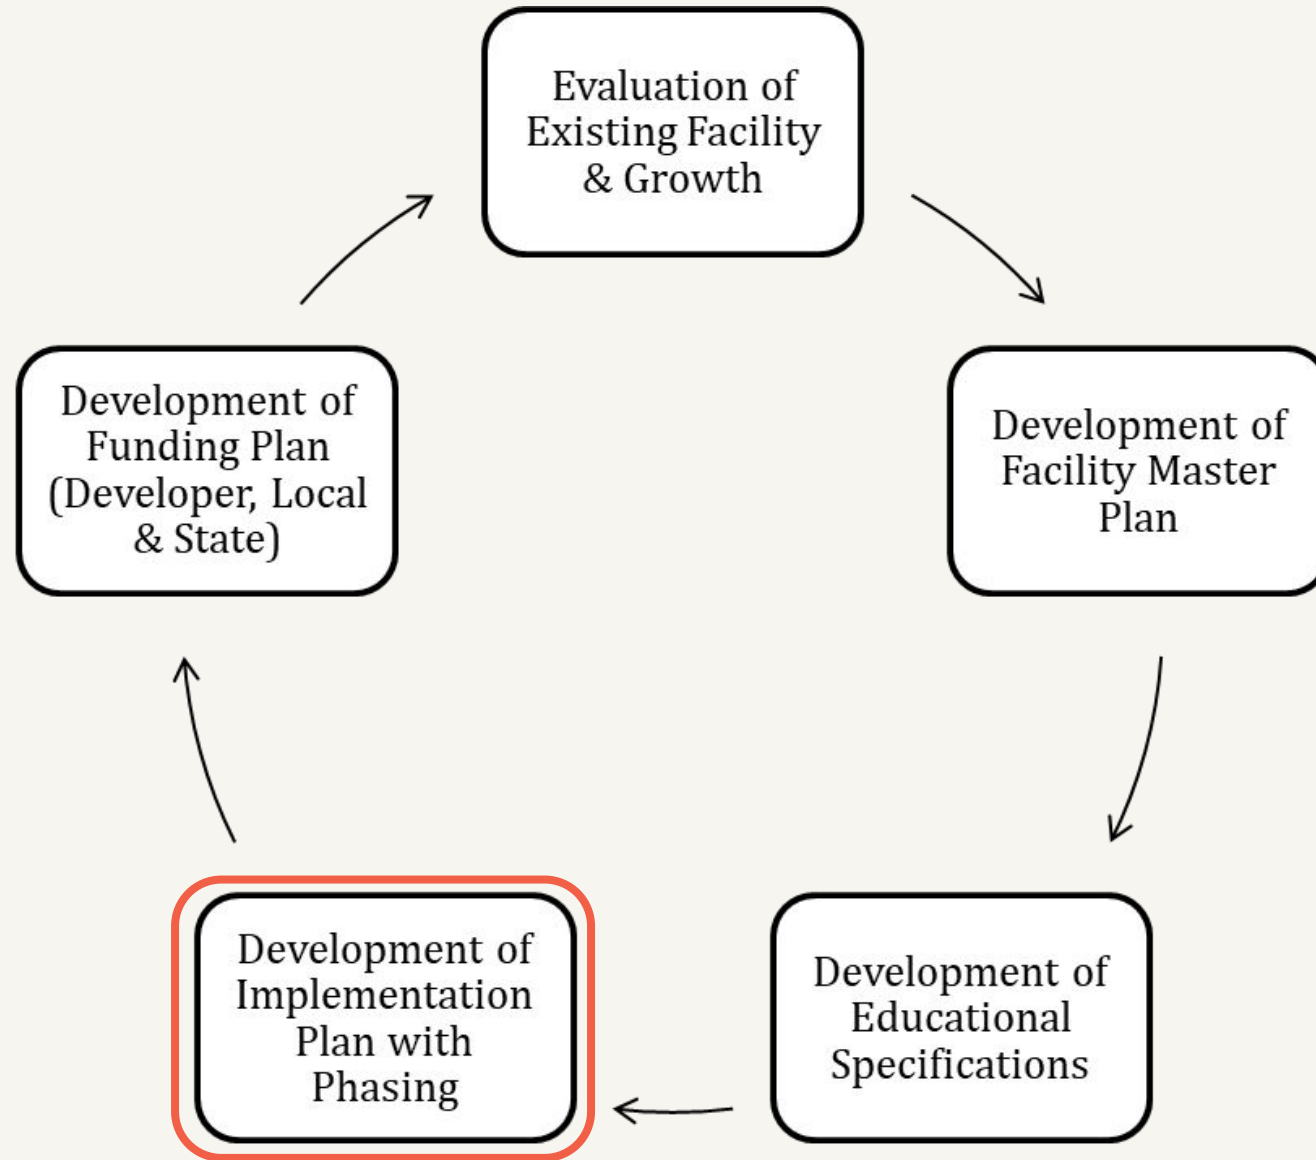 Evaluation of
Existing Facility
& Growth
Development of
Facility Master
Plan
Development of
Educational
Specifications
Development of
Implementation
Plan with
Phasing
Development of
Funding Plan
(Developer, Local
& State)